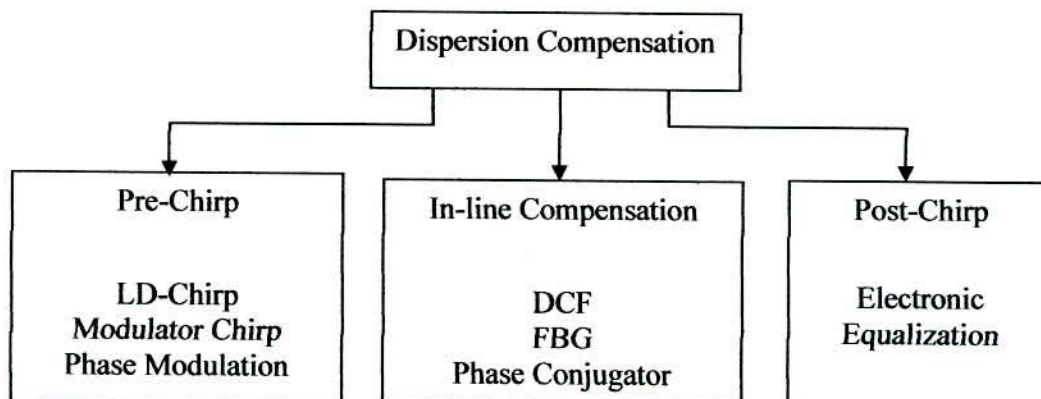 Dispersion Compensation
Pre-Chirp
LD-Chirp
Modulator Chirp
Phase Modulation
In-line Compensation
DCF
FBG
Phase Conjugator
Post-Chirp
Electronic
Equalization